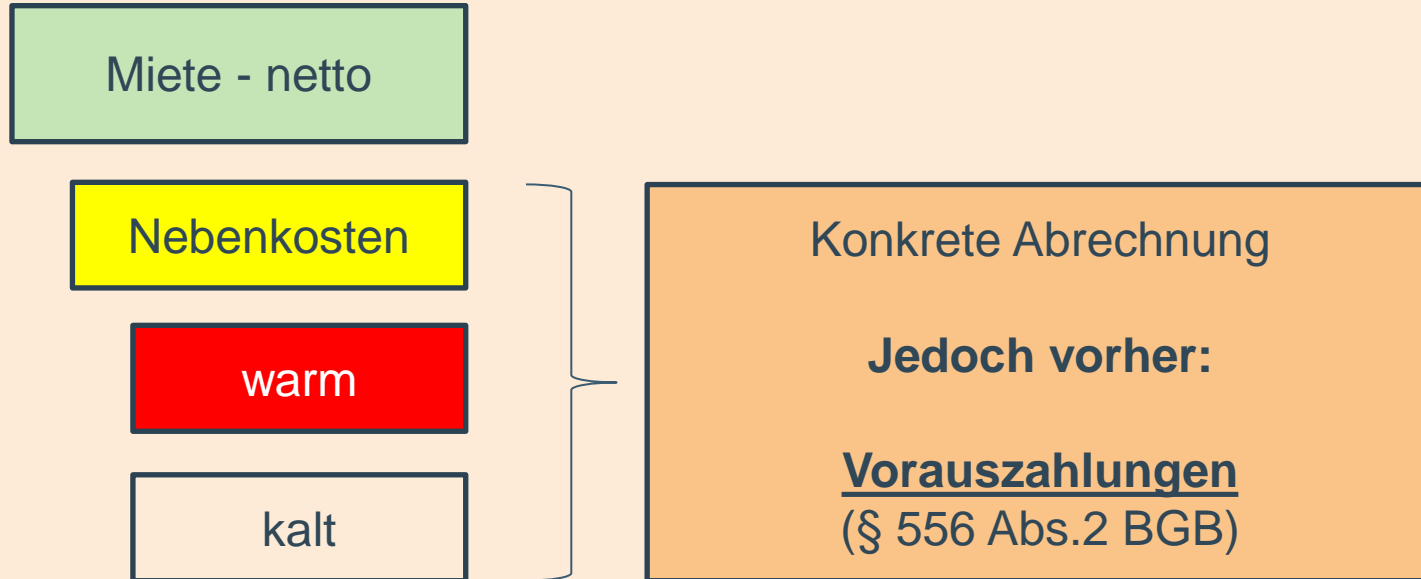 Miete - netto
Nebenkosten
warm
kalt
Konkrete Abrechnung
Jedoch vorher:
Vorauszahlungen
(§ 556 Abs.2 BGB)